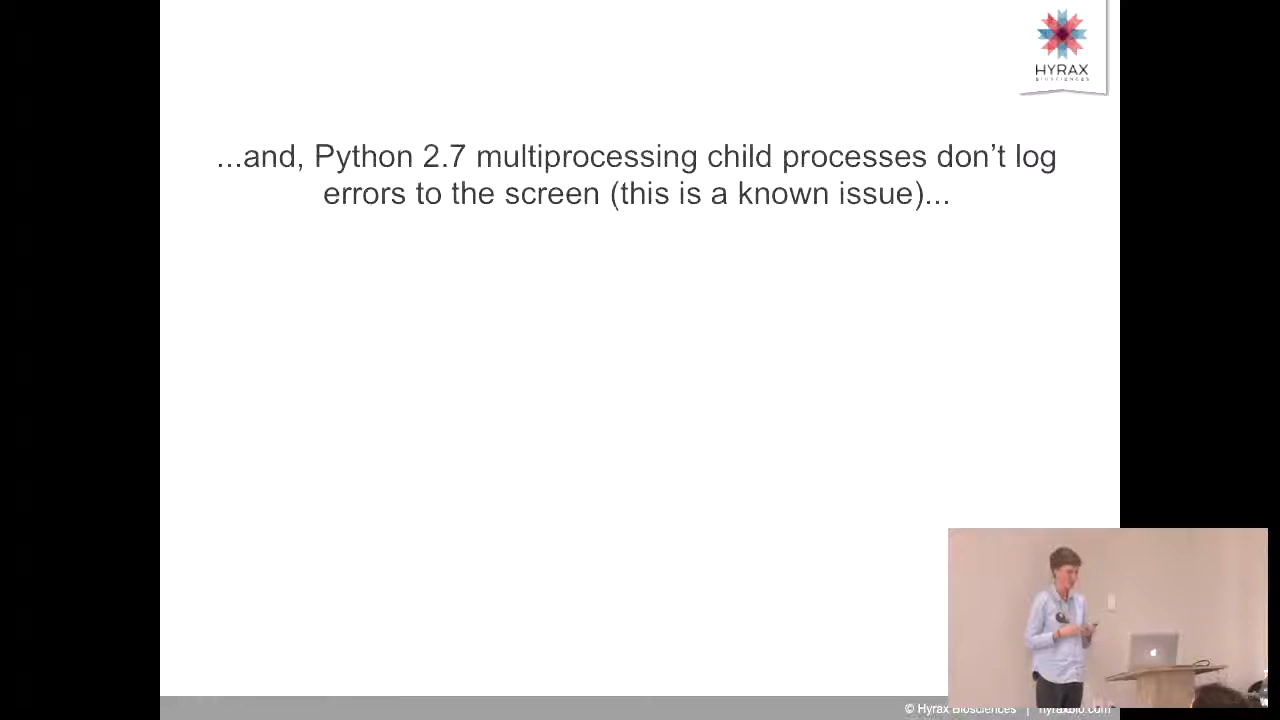 HYRAX
BIOSCIENCES
...and, Python 2.7 multiprocessing child processes don’t log
errors to the screen (this is a known issue)...
© Hyrax Biosciences | hyraxbio.com